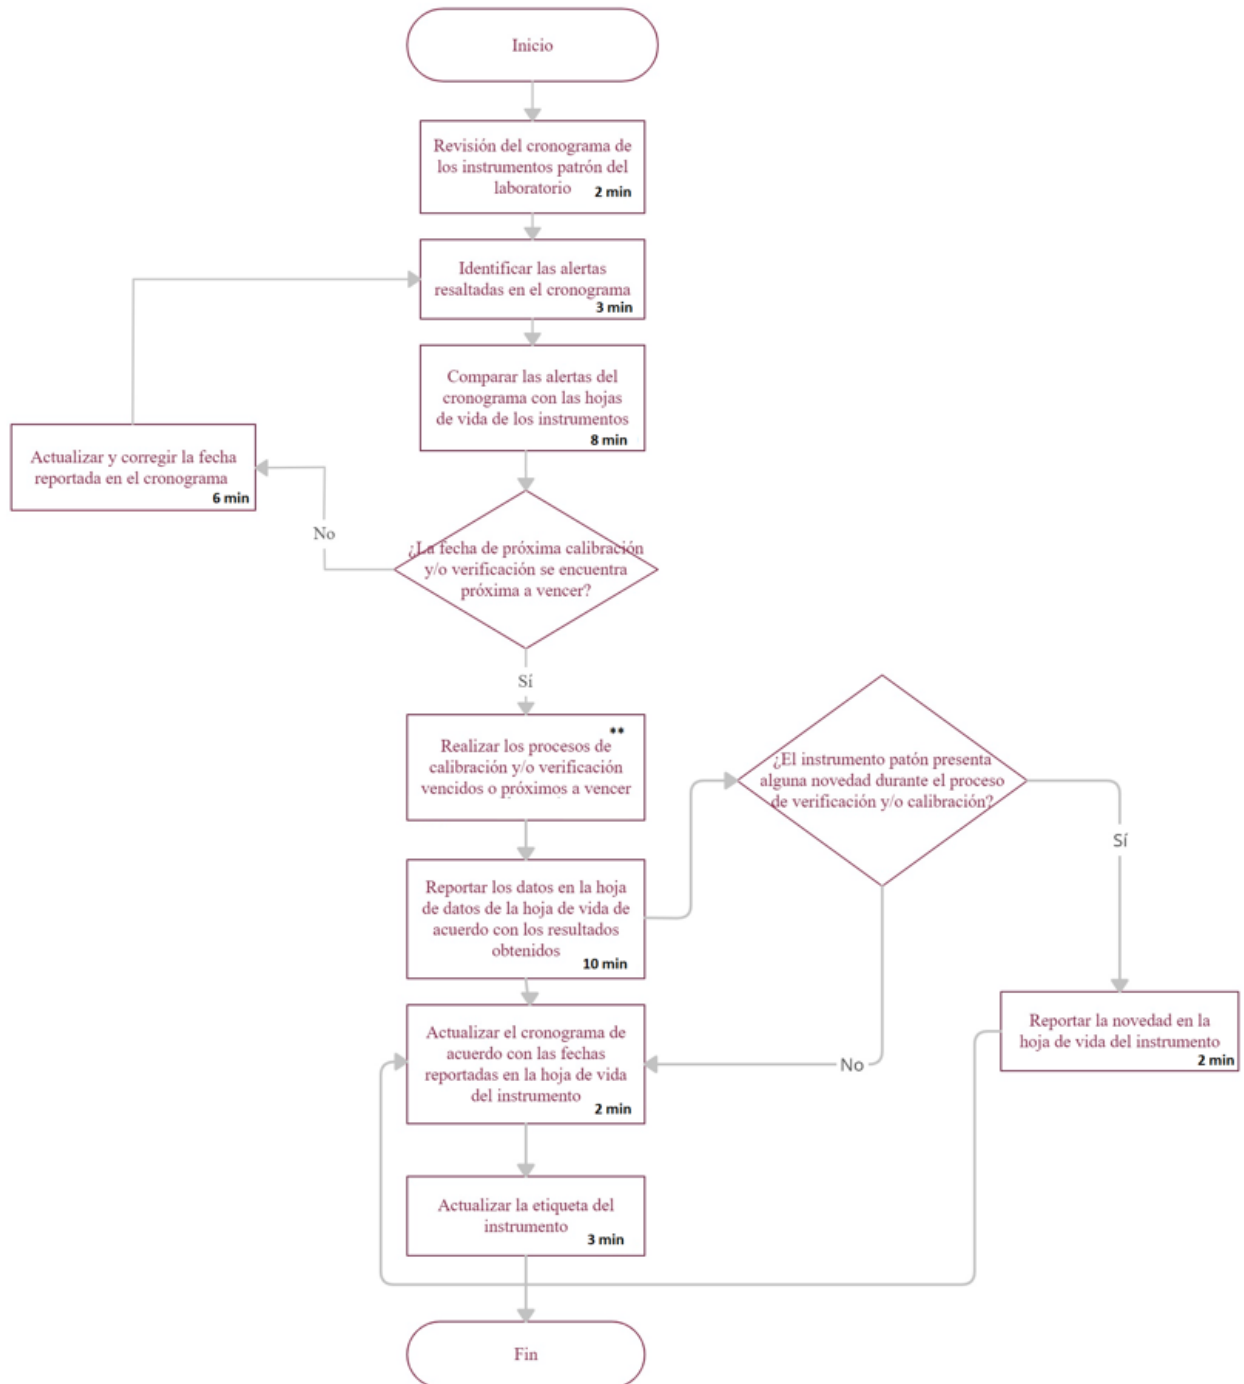 Inicio
Revisión del cronograma de
los instrumentos patrón del
laboratorio 2 min
Identificar las alertas
resaltadas en el cronograma
3 min
Comparar las alertas del
cronograma con las hojas
de vida de los instrumentos
8 min
Actualizar y corregir la fecha
reportada en el cronograma
6 min
No
¿La fecha de próxima calibración
y/o verificación se encuentra
próxima a vencer?
Sí
**
Realizar los procesos de
calibración y/o verificación
vencidos o próximos a vencer
¿El instrumento patón presenta
alguna novedad durante el proceso
de verificación y/o calibración?
Sí
Reportar los datos en la hoja
de datos de la hoja de vida de
acuerdo con los resultados
obtenidos
10 min
Actualizar el cronograma de
acuerdo con las fechas
reportadas en la hoja de vida
del instrumento
2 min
No
Reportar la novedad en la
hoja de vida del instrumento
2 min
Actualizar la etiqueta del
instrumento
3 min
Fin